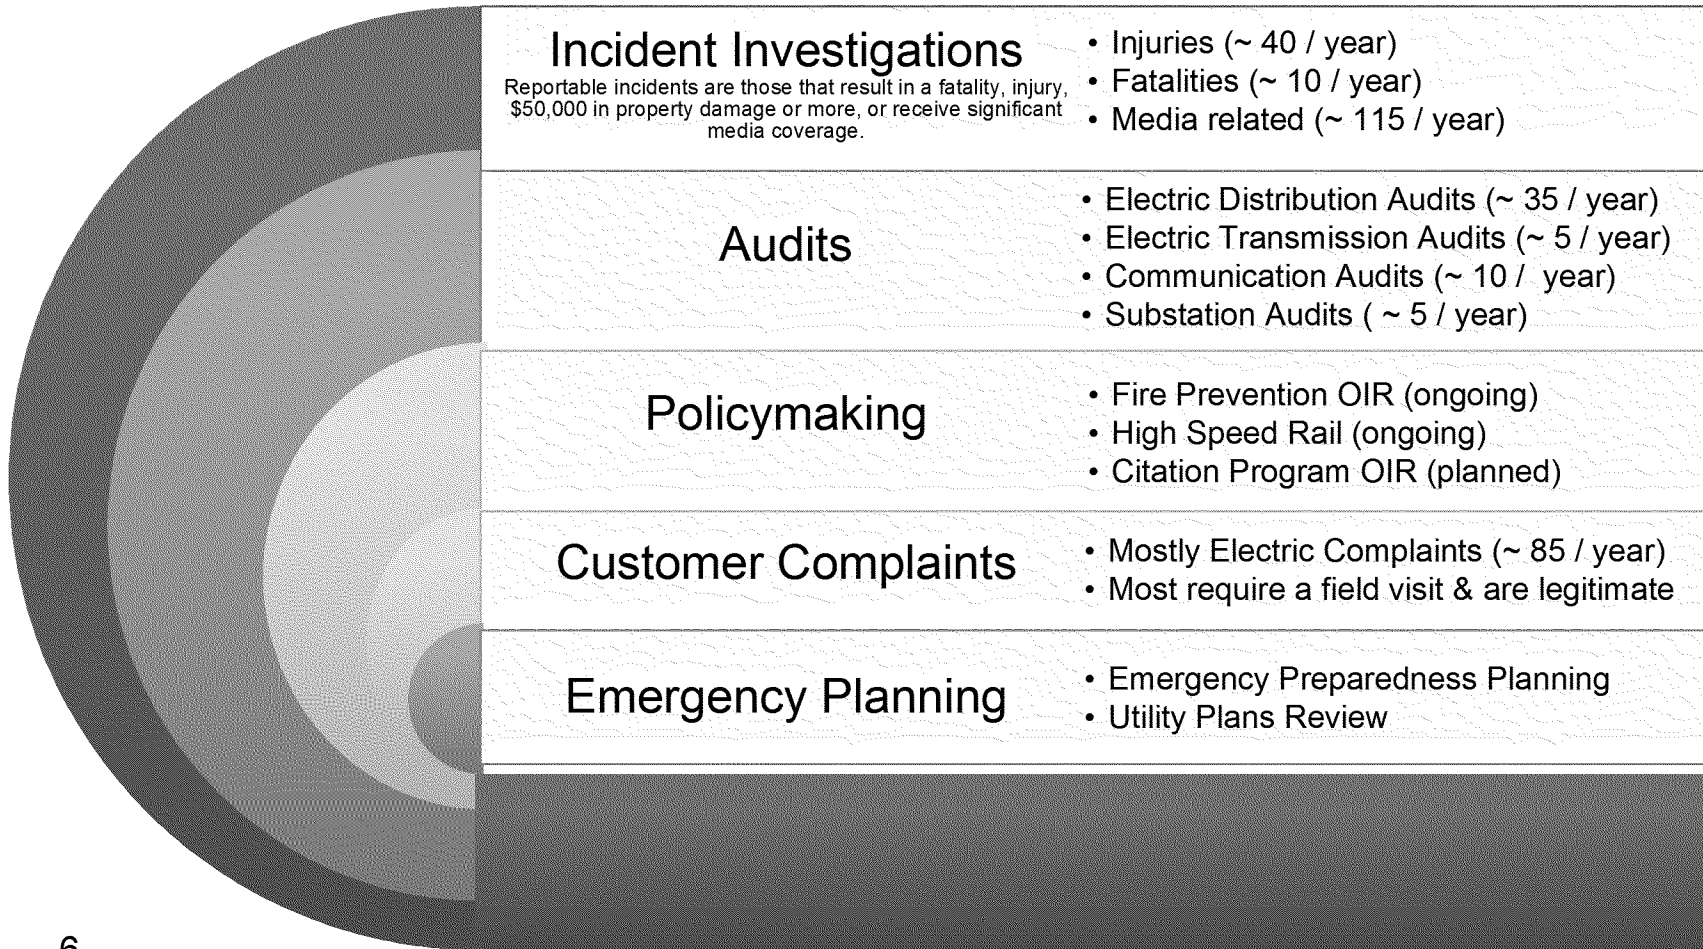 Incident Investigations
Reportable incidents are those that result in a fatality, injury,
$50,000 in property damage or more, or receive significant
media coverage.
• Injuries (~ 40 / year)
• Fatalities (~ 10 / year)
• Media related (~ 115 / year)
Audits
• Electric Distribution Audits (~ 35 / year)
• Electric Transmission Audits (~ 5 / year)
• Communication Audits (~ 10 / year)
• Substation Audits ( ~ 5 / year)
Policymaking
• Fire Prevention OIR (ongoing)
• High Speed Rail (ongoing)
• Citation Program OIR (planned)
Customer Complaints
• Mostly Electric Complaints (~ 85 / year)
• Most require a field visit & are legitimate
Emergency Planning
• Emergency Preparedness Planning
• Utility Plans Review
6